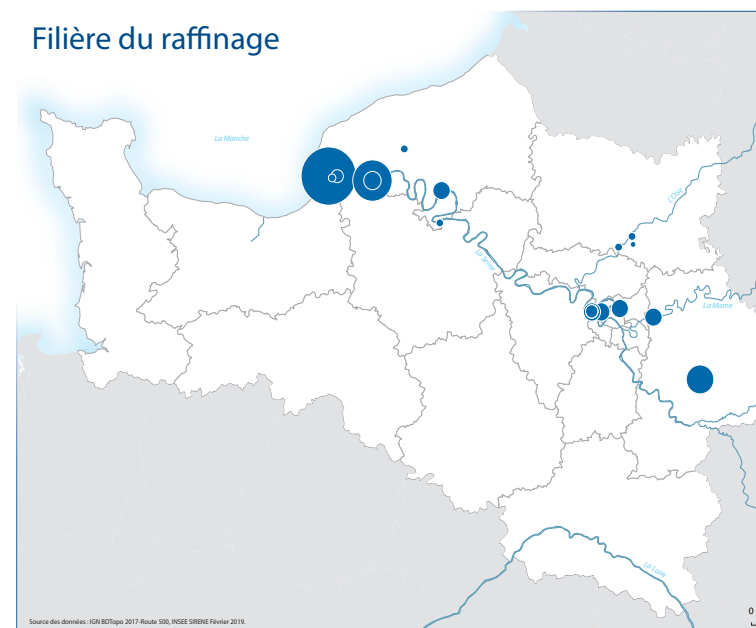 Filière du raffinage
La Manche
L'Oise
La Seine
La Marne
La Loire
0
Source des données : IGN BDTopo 2017-Route 500, INSEE SIRENE Février 2019.